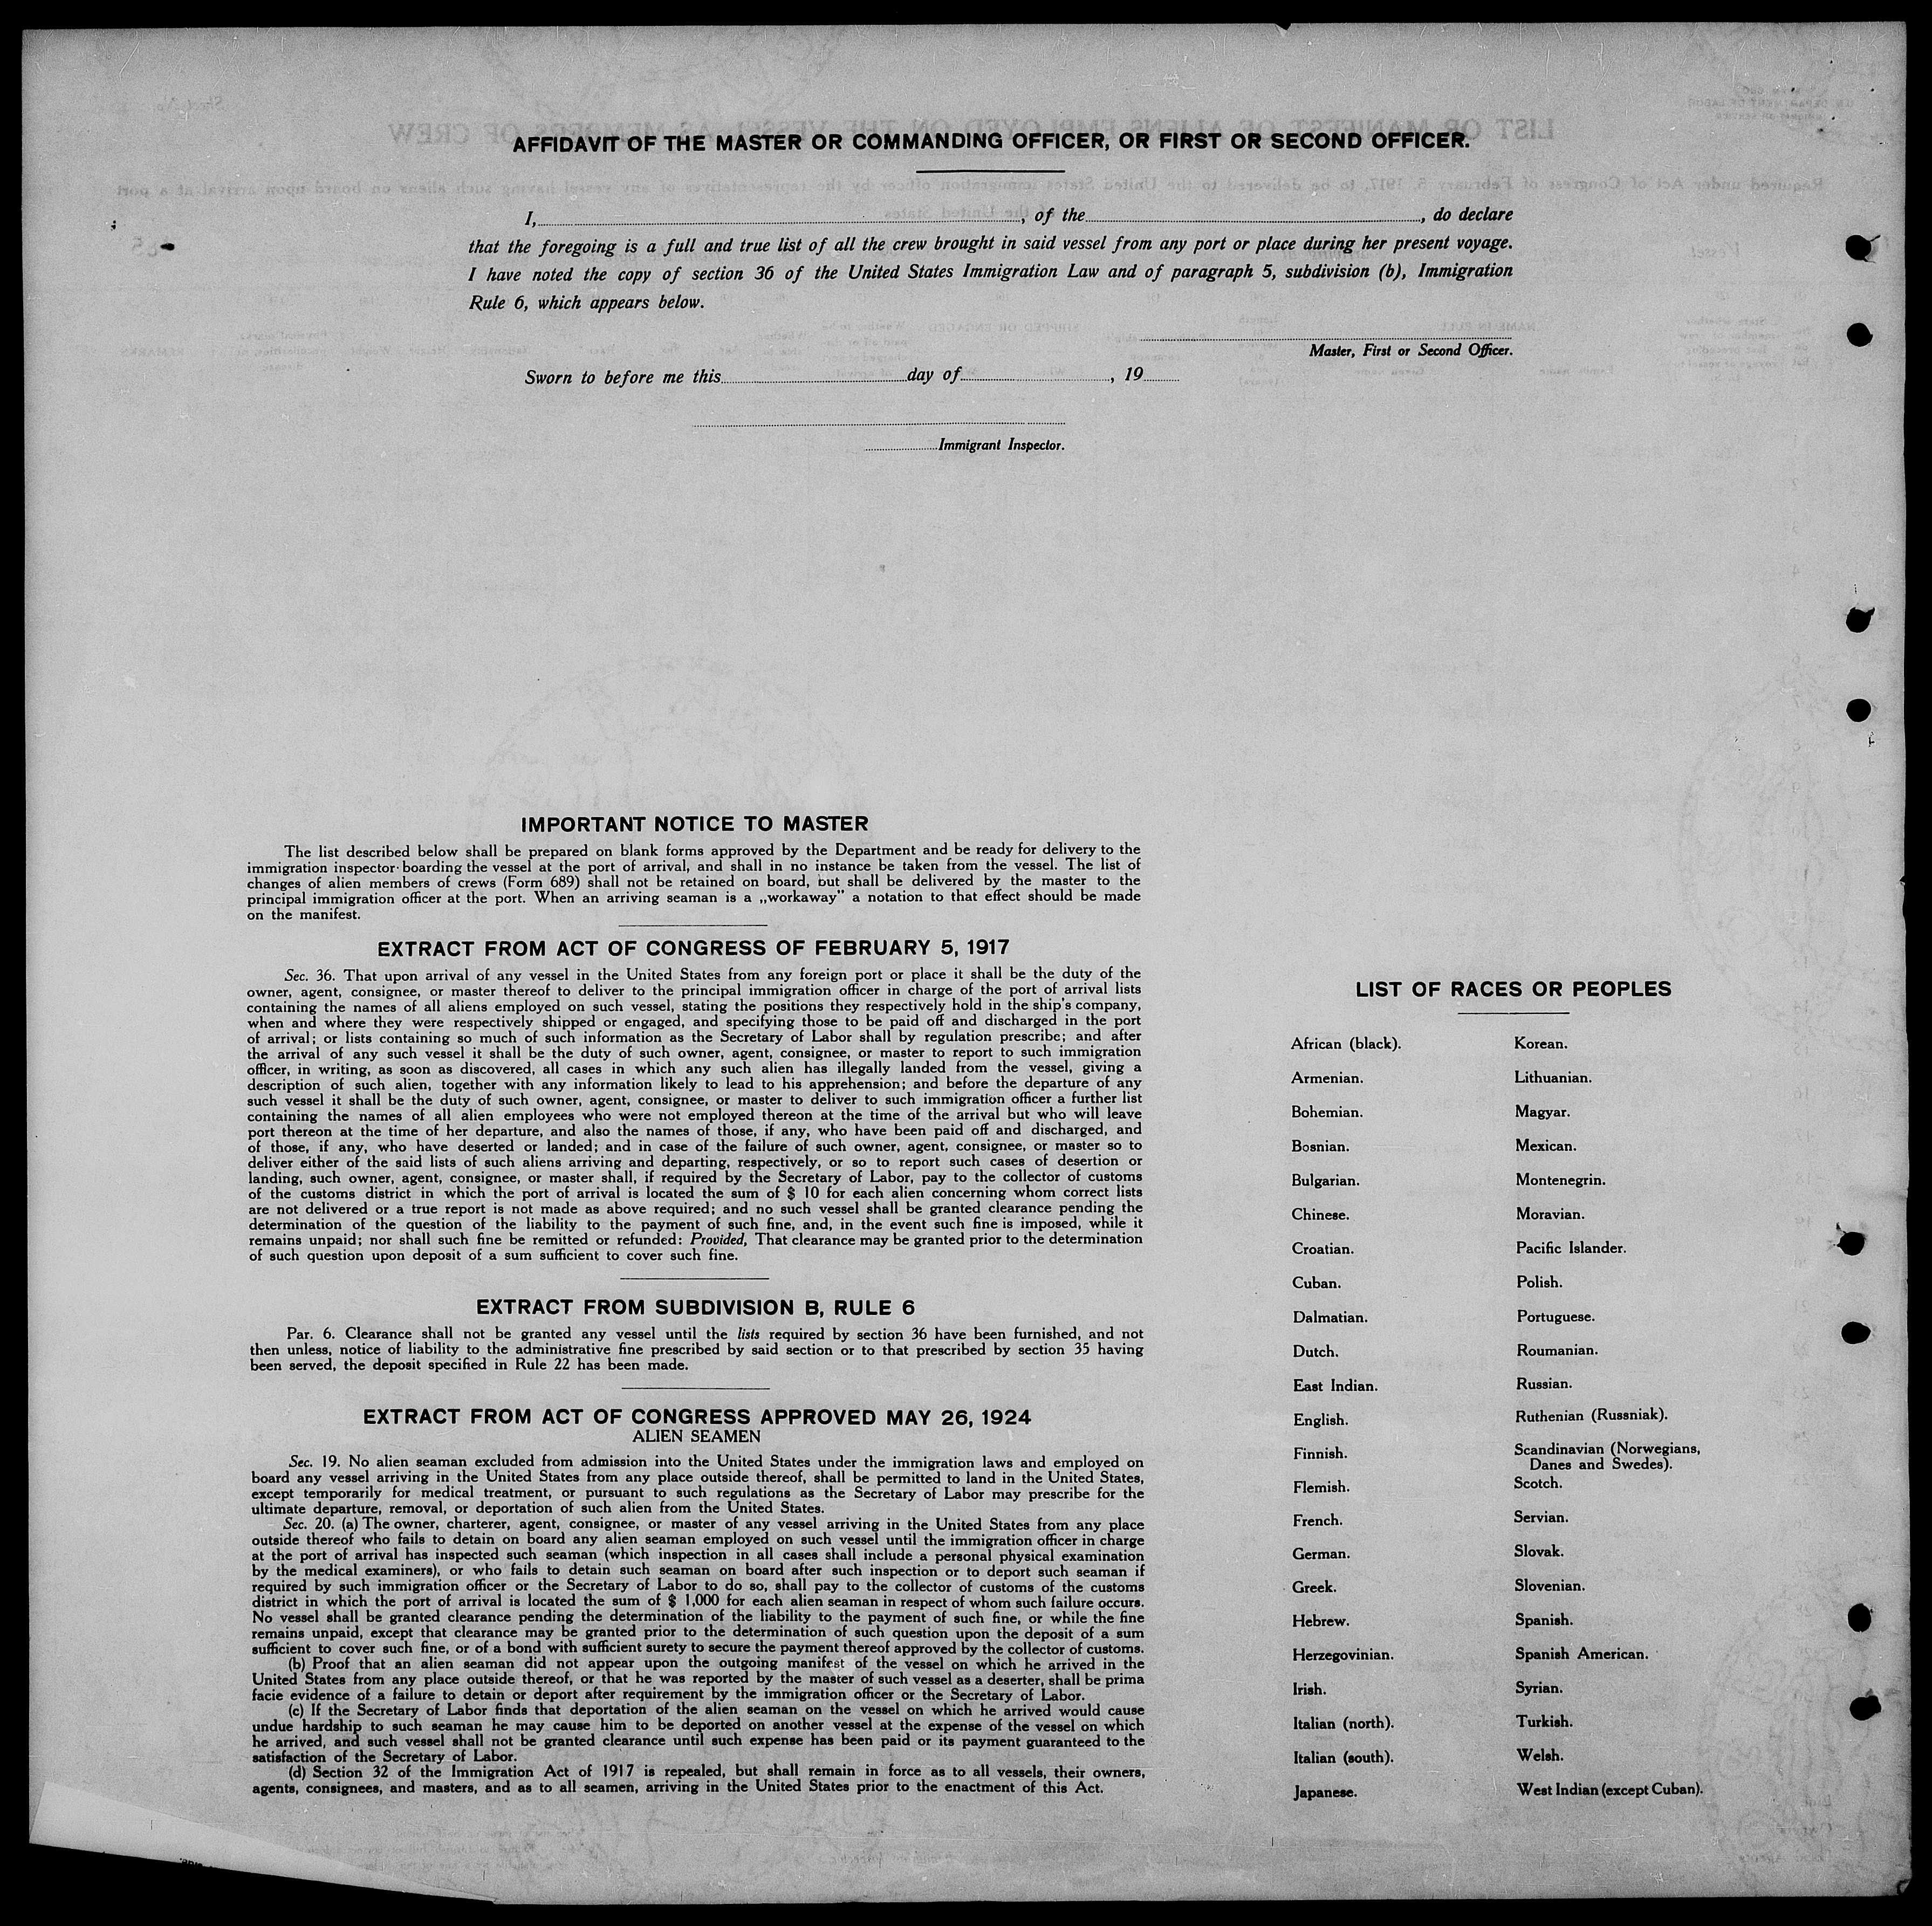 AFFIDAVIT OF THE MASTER OR COMMANDING OFFICER, OR FIRST OR SECOND OFFICER.
I, , of the , do declare
that the foregoing is a full and true list of all the crew brought in said vessel from any port or place during her present voyage.
I have noted the copy of section 36 of the United States Immigration Law and of paragraph 5, subdivision (b), Immigration
Rule 6, which appears below.
Master, First or Second Officer.
Sworn to before me this day of , 19
Immigrant Inspector.
IMPORTANT NOTICE TO MASTER
The list described below shall be prepared on blank forms approved by the Department and be ready for delivery to the
immigration inspector boarding the vessel at the port of arrival, and shall in no instance be taken from the vessel. The list of
changes of alien members of crews (Form 689) shall not be retained on board, but shall be delivered by the master to the
principal immigration officer at the port. When an arriving seaman is a „workaway” a notation to that effect should be made
on the manifest.
EXTRACT FROM ACT OF CONGRESS OF FEBRUARY 5, 1917
Sec. 36. That upon arrival of any vessel in the United States from any foreign port or place it shall be the duty of the
owner, agent, consignee, or master thereof to deliver to the principal immigration officer in charge of the port of arrival lists
containing the names of all aliens employed on such vessel, stating the positions they respectively hold in the ship's company,
when and where they were respectively shipped or engaged, and specifying those to be paid off and discharged in the port
of arrival; or lists containing so much of such information as the Secretary of Labor shall by regulation prescribe; and after
the arrival of any such vessel it shall be the duty of such owner, agent, consignee, or master to report to such immigration
officer, in writing, as soon as discovered, all cases in which any such alien has illegally landed from the vessel, giving a
description of such alien, together with any information likely to lead to his apprehension; and before the departure of any
such vessel it shall be the duty of such owner, agent, consignee, or master to deliver to such immigration officer a further list
containing the names of all alien employees who were not employed thereon at the time of the arrival but who will leave
port thereon at the time of her departure, and also the names of those, if any, who have been paid off and discharged, and
of those, if any, who have deserted or landed; and in case of the failure of such owner, agent, consignee, or master so to
deliver either of the said lists of such aliens arriving and departing, respectively, or so to report such cases of desertion or
landing, such owner, agent, consignee, or master shall, if required by the Secretary of Labor, pay to the collector of customs
of the customs district in which the port of arrival is located the sum of $ 10 for each alien concerning whom correct lists
are not delivered or a true report is not made as above required; and no such vessel shall be granted clearance pending the
determination of the question of the liability to the payment of such fine, and, in the event such fine is imposed, while it
remains unpaid; nor shall such fine be remitted or refunded: Provided, That clearance may be granted prior to the determination
of such question upon deposit of a sum sufficient to cover such fine.
EXTRACT FROM SUBDIVISION B, RULE 6
Par. 6. Clearance shall not be granted any vessel until the lists required by section 36 have been furnished, and not
then unless, notice of liability to the administrative fine prescribed by said section or to that prescribed by section 35 having
been served, the deposit specified in Rule 22 has been made.
EXTRACT FROM ACT OF CONGRESS APPROVED MAY 26, 1924
ALIEN SEAMEN
Sec. 19. No alien seaman excluded from admission into the United States under the immigration laws and employed on
board any vessel arriving in the United States from any place outside thereof, shall be permitted to land in the United States,
except temporarily for medical treatment, or pursuant to such regulations as the Secretary of Labor may prescribe for the
ultimate departure, removal, or deportation of such alien from the United States.
Sec. 20. (a) The owner, charterer, agent, consignee, or master of any vessel arriving in the United States from any place
outside thereof who fails to detain on board any alien seaman employed on such vessel until the immigration officer in charge
at the port of arrival has inspected such seaman (which inspection in all cases shall include a personal physical examination
by the medical examiners), or who fails to detain such seaman on board after such inspection or to deport such seaman if
required by such immigration officer or the Secretary of Labor to do so, shall pay to the collector of customs of the customs
district in which the port of arrival is located the sum of $ 1,000 for each alien seaman in respect of whom such failure occurs.
No vessel shall be granted clearance pending the determination of the liability to the payment of such fine, or while the fine
remains unpaid, except that clearance may be granted prior to the determination of such question upon the deposit of a sum
sufficient to cover such fine, or of a bond with sufficient surety to secure the payment thereof approved by the collector of customs.
(b) Proof that an alien seaman did not appear upon the outgoing manifest of the vessel on which he arrived in the
United States from any place outside thereof, or that he was reported by the master of such vessel as a deserter, shall be prima
facie evidence of a failure to detain or deport after requirement by the immigration officer or the Secretary of Labor.
(c) If the Secretary of Labor finds that deportation of the alien seaman on the vessel on which he arrived would cause
undue hardship to such seaman he may cause him to be deported on another vessel at the expense of the vessel on which
he arrived, and such vessel shall not be granted clearance until such expense has been paid or its payment guaranteed to the
satisfaction of the Secretary of Labor.
(d) Section 32 of the Immigration Act of 1917 is repealed, but shall remain in force as to all vessels, their owners,
agents, consignees, and masters, and as to all seamen, arriving in the United States prior to the enactment of this Act.
LIST OF RACES OR PEOPLES
African (black).
Armenian.
Bohemian.
Bosnian.
Bulgarian.
Chinese.
Croatian.
Cuban.
Dalmatian.
Dutch.
East Indian.
English.
Finnish.
Flemish.
French.
German.
Greek.
Hebrew.
Herzegovinian.
Irish.
Italian (north).
Italian (south).
Japanese.
Korean.
Lithuanian.
Magyar.
Mexican.
Montenegrin.
Moravian.
Pacific Islander.
Polish.
Portuguese.
Roumanian.
Russian.
Ruthenian (Russniak).
Scandinavian (Norwegians,
Danes and Swedes).
Scotch.
Servian.
Slovak.
Slovenian.
Spanish.
Spanish American.
Syrian.
Turkish.
Welsh.
West Indian (except Cuban).